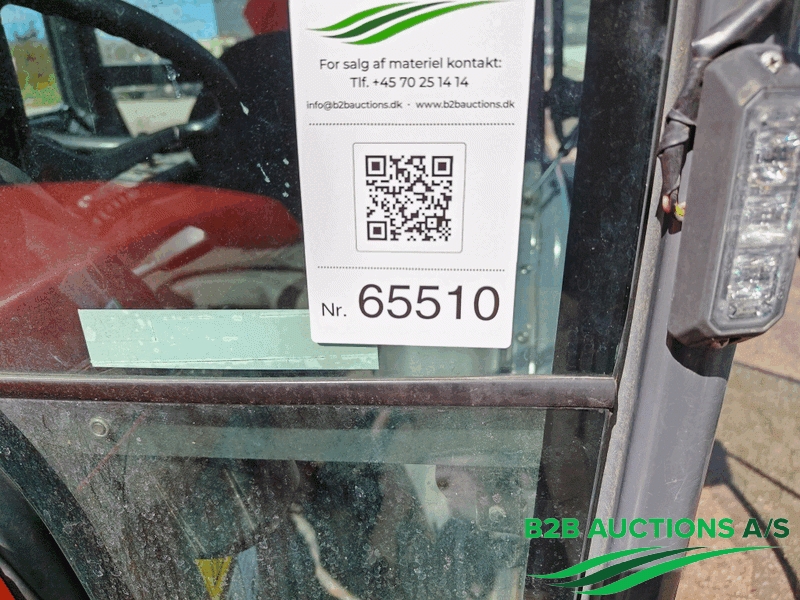 For salg af materiel kontakt:
Tlf. +45 70 25 14 14
info@b2bauctions.dk · www.b2bauctions.dk
Nr. 65510
B2B AUCTIONS A/S